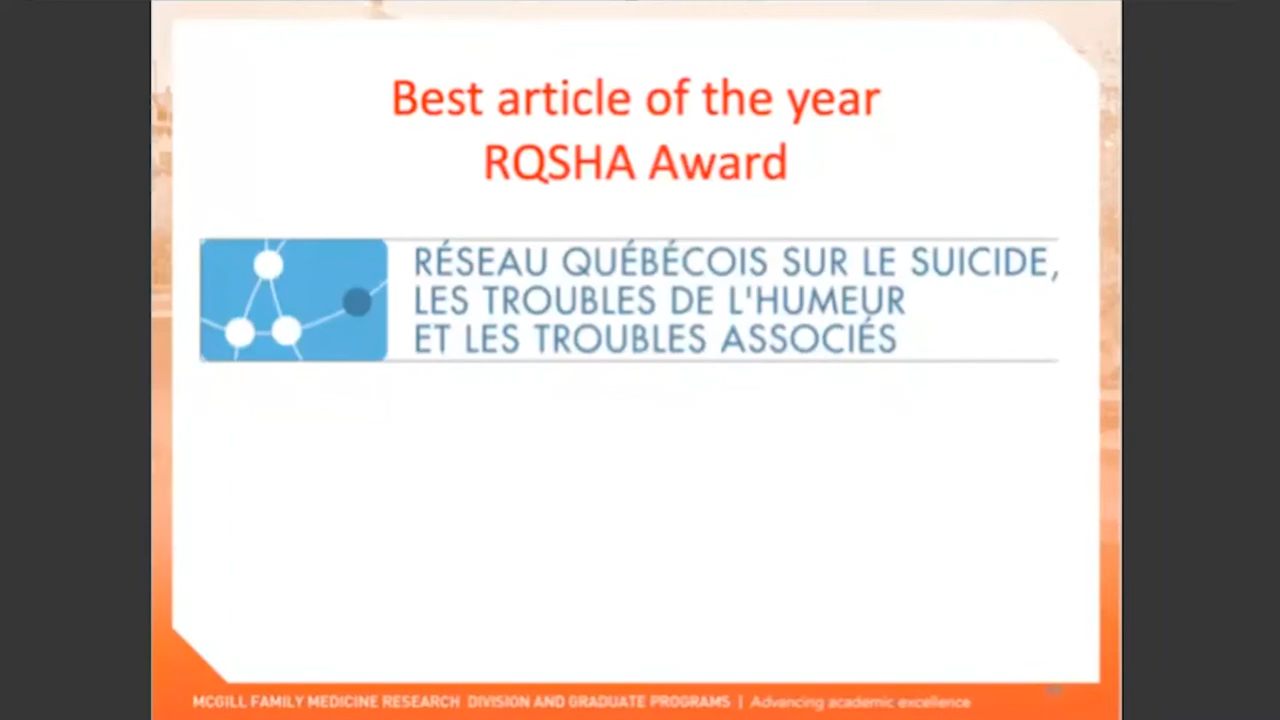 Best article of the year
RQSHA Award
RÉSEAU QUÉBÉCOIS SUR LE SUICIDE,
LES TROUBLES DE L'HUMEUR
ET LES TROUBLES ASSOCIÉS
MCGILL FAMILY MEDICINE RESEARCH DIVISION AND GRADUATE PROGRAMS | Advancing academic excellence